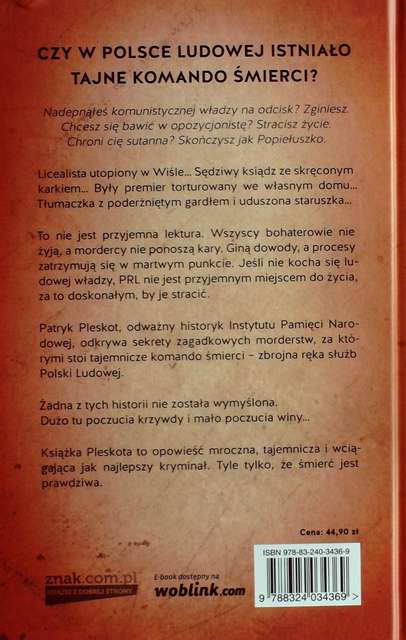 CZY W POLSCE LUDOWEJ ISTNIAŁO
TAJNE KOMANDO ŚMIERCI?
Nadepnąłeś komunistycznej władzy na odcisk? Zginiesz.
Chcesz się bawić w opozycjonistę? Stracisz życie.
Chroni cię sutanna? Skończysz jak Popiełuszko.
Licealista utopiony w Wiśle... Sędziwy ksiądz ze skręconym
karkiem... Były premier torturowany we własnym domu...
Tłumaczka z poderżniętym gardłem i uduszona staruszka...
To nie jest przyjemna lektura. Wszyscy bohaterowie nie
żyją, a mordercy nie ponoszą kary. Giną dowody, a procesy
zatrzymują się w martwym punkcie. Jeśli nie kocha się lu-
dowej władzy, PRL nie jest przyjemnym miejscem do życia,
za to doskonałym, by je stracić.
Patryk Pleskot, odważny historyk Instytutu Pamięci Naro-
dowej, odkrywa sekrety zagadkowych morderstw, za któ-
rymi stoi tajemnicze komando śmierci – zbrojna ręka służb
Polski Ludowej.
Żadna z tych historii nie została wymyślona.
Dużo tu poczucia krzywdy i mało poczucia winy...
Książka Pleskota to opowieść mroczna, tajemnicza i wcią-
gająca jak najlepszy kryminał. Tyle tylko, że śmierć jest
prawdziwa.
Cena: 44,90 zł
ISBN 978-83-240-3436-9
9 788324 034369 >
znak.com.pl
KSIĄŻKI Z DOBREJ STRONY
E-book dostępny na
woblink.com